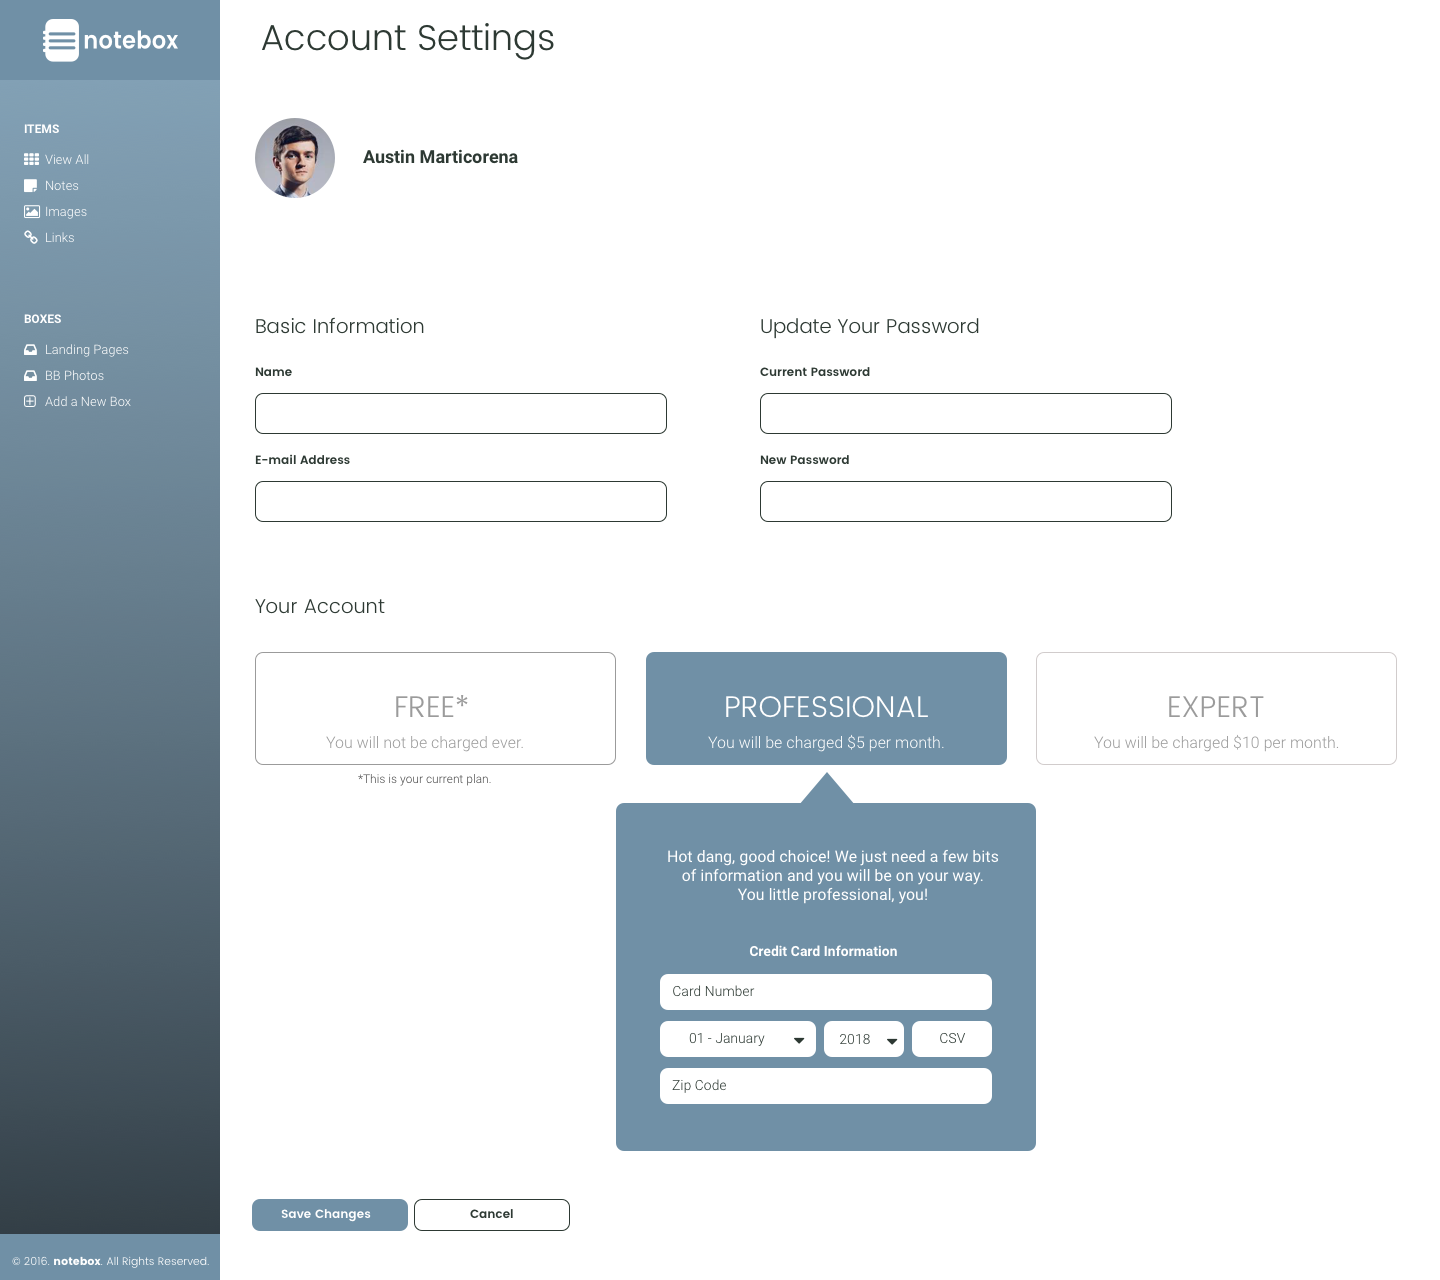 notebox
Account Settings
ITEMS
View All
Notes
Images
Links
BOXES
Landing Pages
BB Photos
Add a New Box
Austin Marticorena
Basic Information
Name
E-mail Address
Update Your Password
Current Password
New Password
Your Account
FREE*
You will not be charged ever.
*This is your current plan.
PROFESSIONAL
You will be charged $5 per month.
EXPERT
You will be charged $10 per month.
Hot dang, good choice! We just need a few bits
of information and you will be on your way.
You little professional, you!
Credit Card Information
Card Number
01 - January
2018
CSV
Zip Code
Save Changes
Cancel
© 2016. notebox. All Rights Reserved.